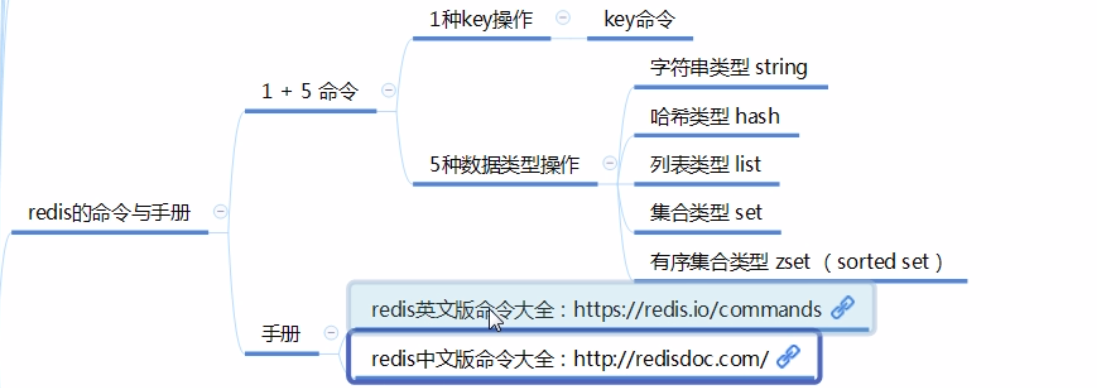 redis的命令与手册
1 + 5 命令
1种key操作
key命令
5种数据类型操作
字符串类型 string
哈希类型 hash
列表类型 list
集合类型 set
有序集合类型 zset （sorted set）
手册
redis英文版命令大全：https://redis.io/commands
redis中文版命令大全：http://redisdoc.com/